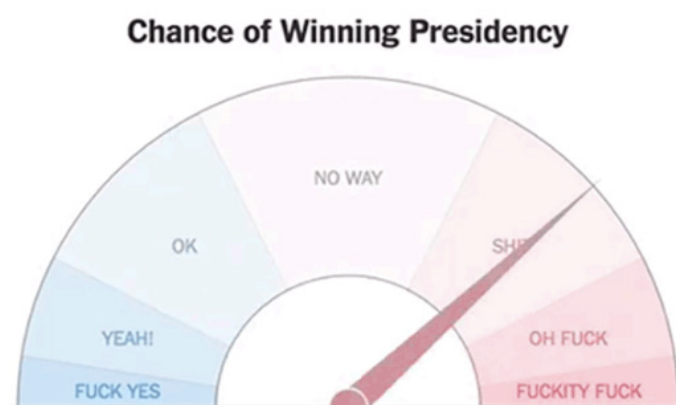 Chance of Winning Presidency
NO WAY
OK
YEAH!
OH FUCK
FUCK YES
FUCKITY FUCK